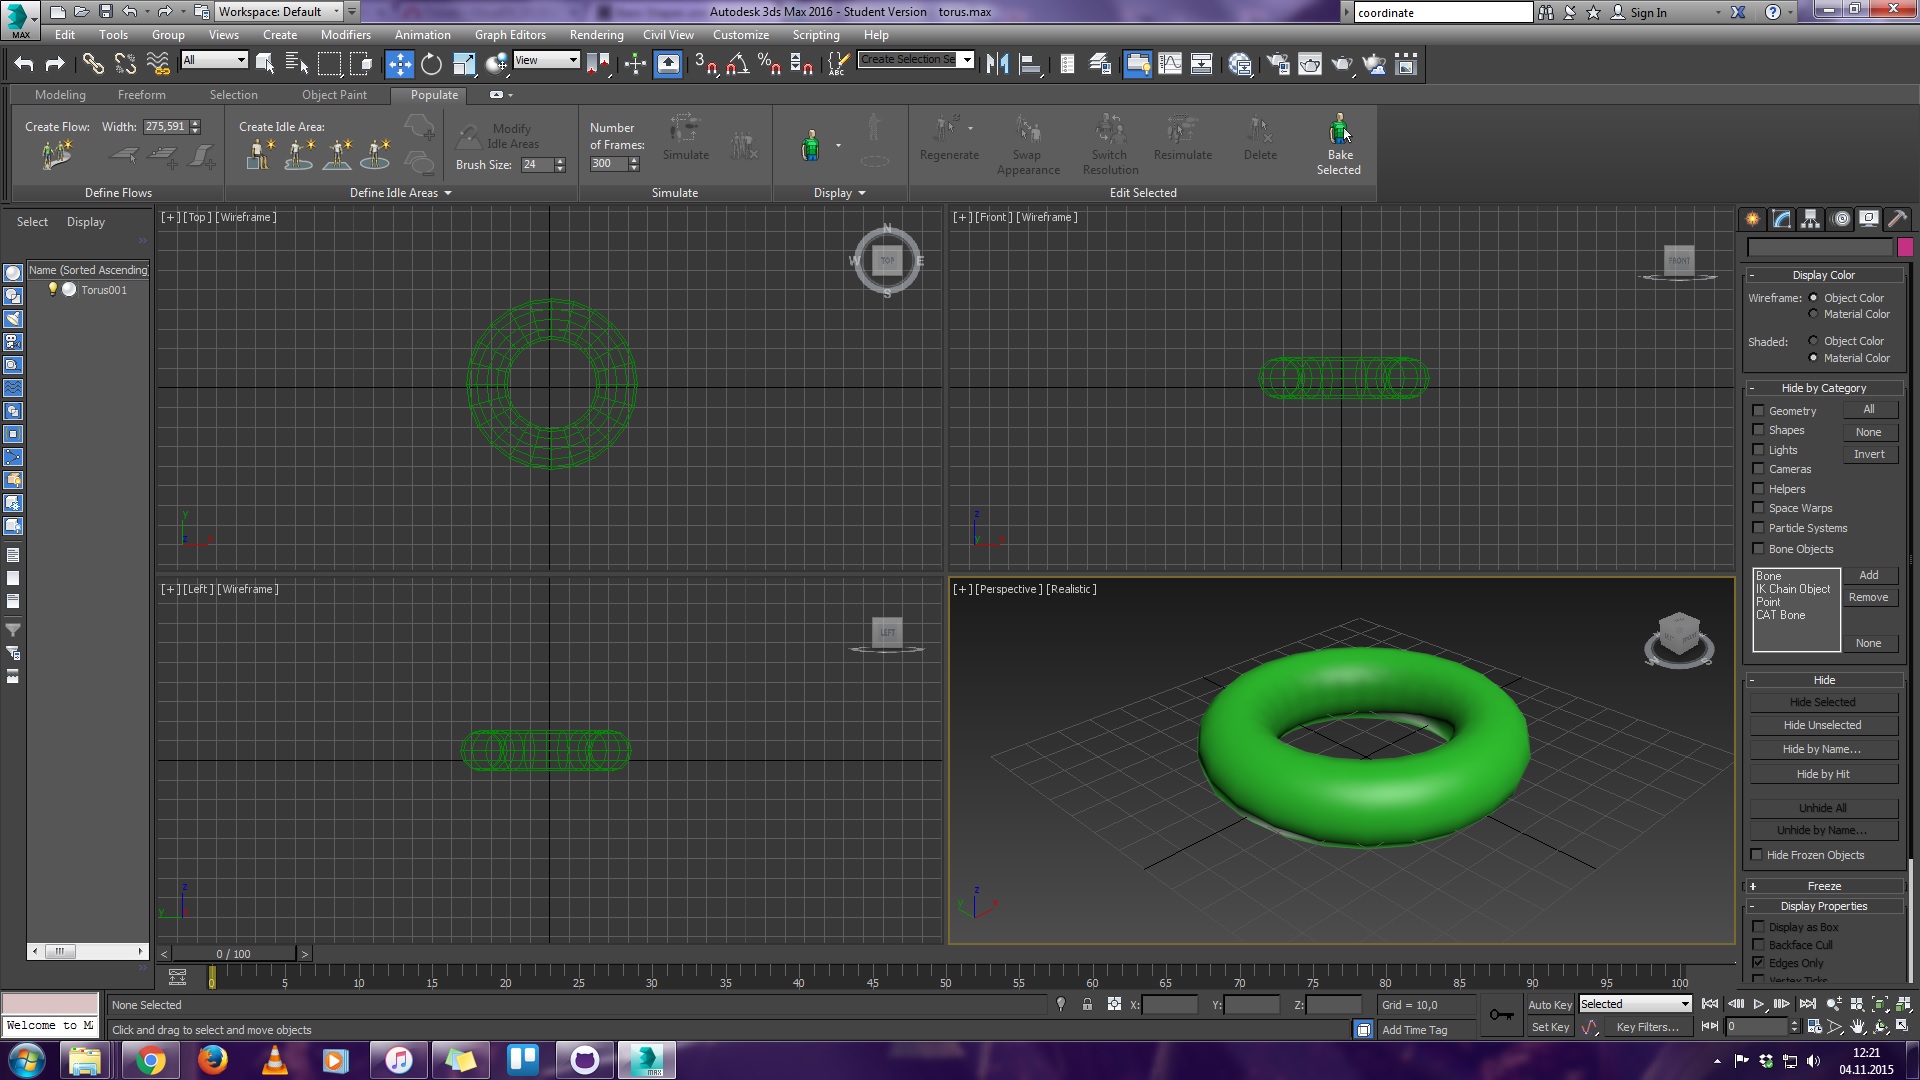 Workspace: Default
Autodesk 3ds Max 2016 - Student Version torus.max
coordinate
Sign In
MAX
Edit Tools Group Views Create Modifiers Animation Graph Editors Rendering Civil View Customize Scripting Help
All
View
3
ABC
Create Selection Se
Modeling Freeform Selection Object Paint Populate
Create Flow: Width: 275,591
Create Idle Area:
Modify Idle Areas
Brush Size: 24
Number of Frames:
300
Simulate
Regenerate
Swap Appearance
Switch Resolution
Resimulate
Delete
Bake Selected
Define Flows
Define Idle Areas
Simulate
Display
Edit Selected
Select Display
Name (Sorted Ascending)
Torus001
[+] [Top] [Wireframe]
N
W TOP E
S
y
z x
[+] [Front] [Wireframe]
FRONT
z
y x
[+] [Left] [Wireframe]
LEFT
z
y
[+] [Perspective] [Realistic]
z
y x
Display Color
Wireframe: Object Color
Material Color
Shaded: Object Color
Material Color
Hide by Category
Geometry
Shapes
Lights
Cameras
Helpers
Space Warps
Particle Systems
Bone Objects
All
None
Invert
Bone
IK Chain Object
Point
CAT Bone
Add
Remove
None
Hide
Hide Selected
Hide Unselected
Hide by Name...
Hide by Hit
Unhide All
Unhide by Name...
Hide Frozen Objects
Freeze
Display Properties
Display as Box
Backface Cull
Edges Only
Vertex Ticks
0 / 100
0 5 10 15 20 25 30 35 40 45 50 55 60 65 70 75 80 85 90 95 100
None Selected
X: Y: Z:
Grid = 10,0
Auto Key Selected
Welcome to M
Click and drag to select and move objects
Add Time Tag
Set Key Key Filters...
0
MAX
12:21
04.11.2015